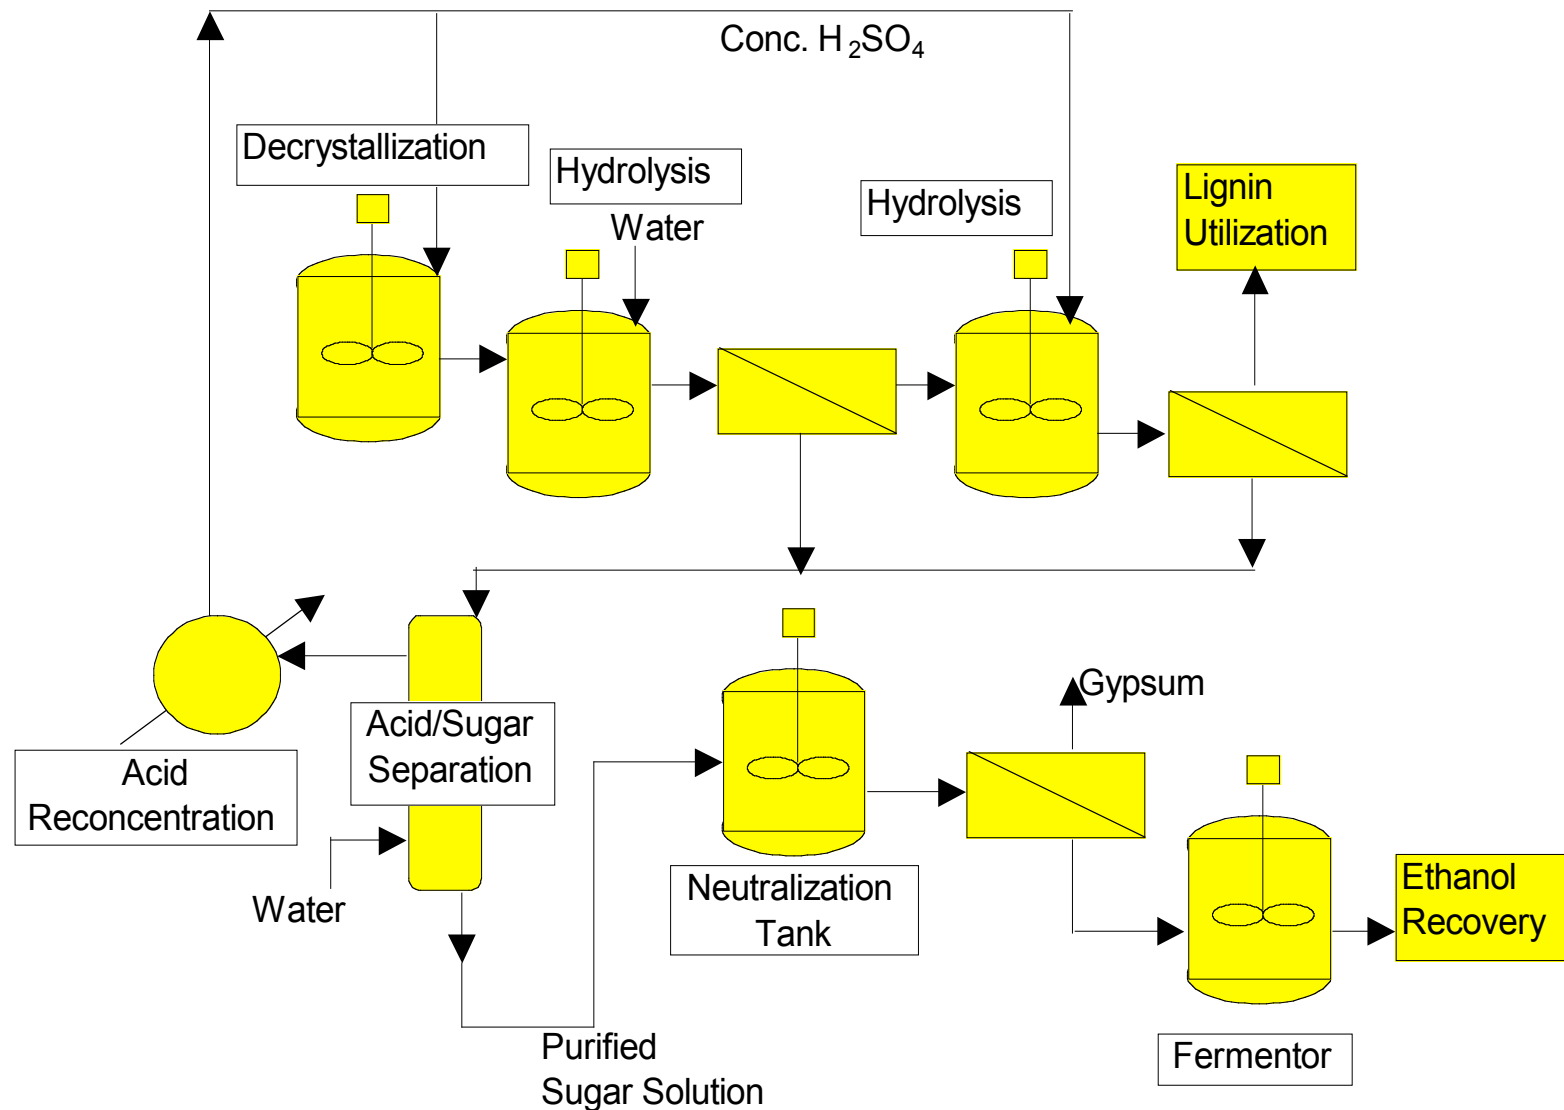 Conc. H2SO4
Decrystallization
Hydrolysis
Water
Hydrolysis
Lignin
Utilization
Acid/Sugar
Separation
Acid
Reconcentration
Water
Purified
Sugar Solution
Neutralization
Tank
Gypsum
Fermentor
Ethanol
Recovery